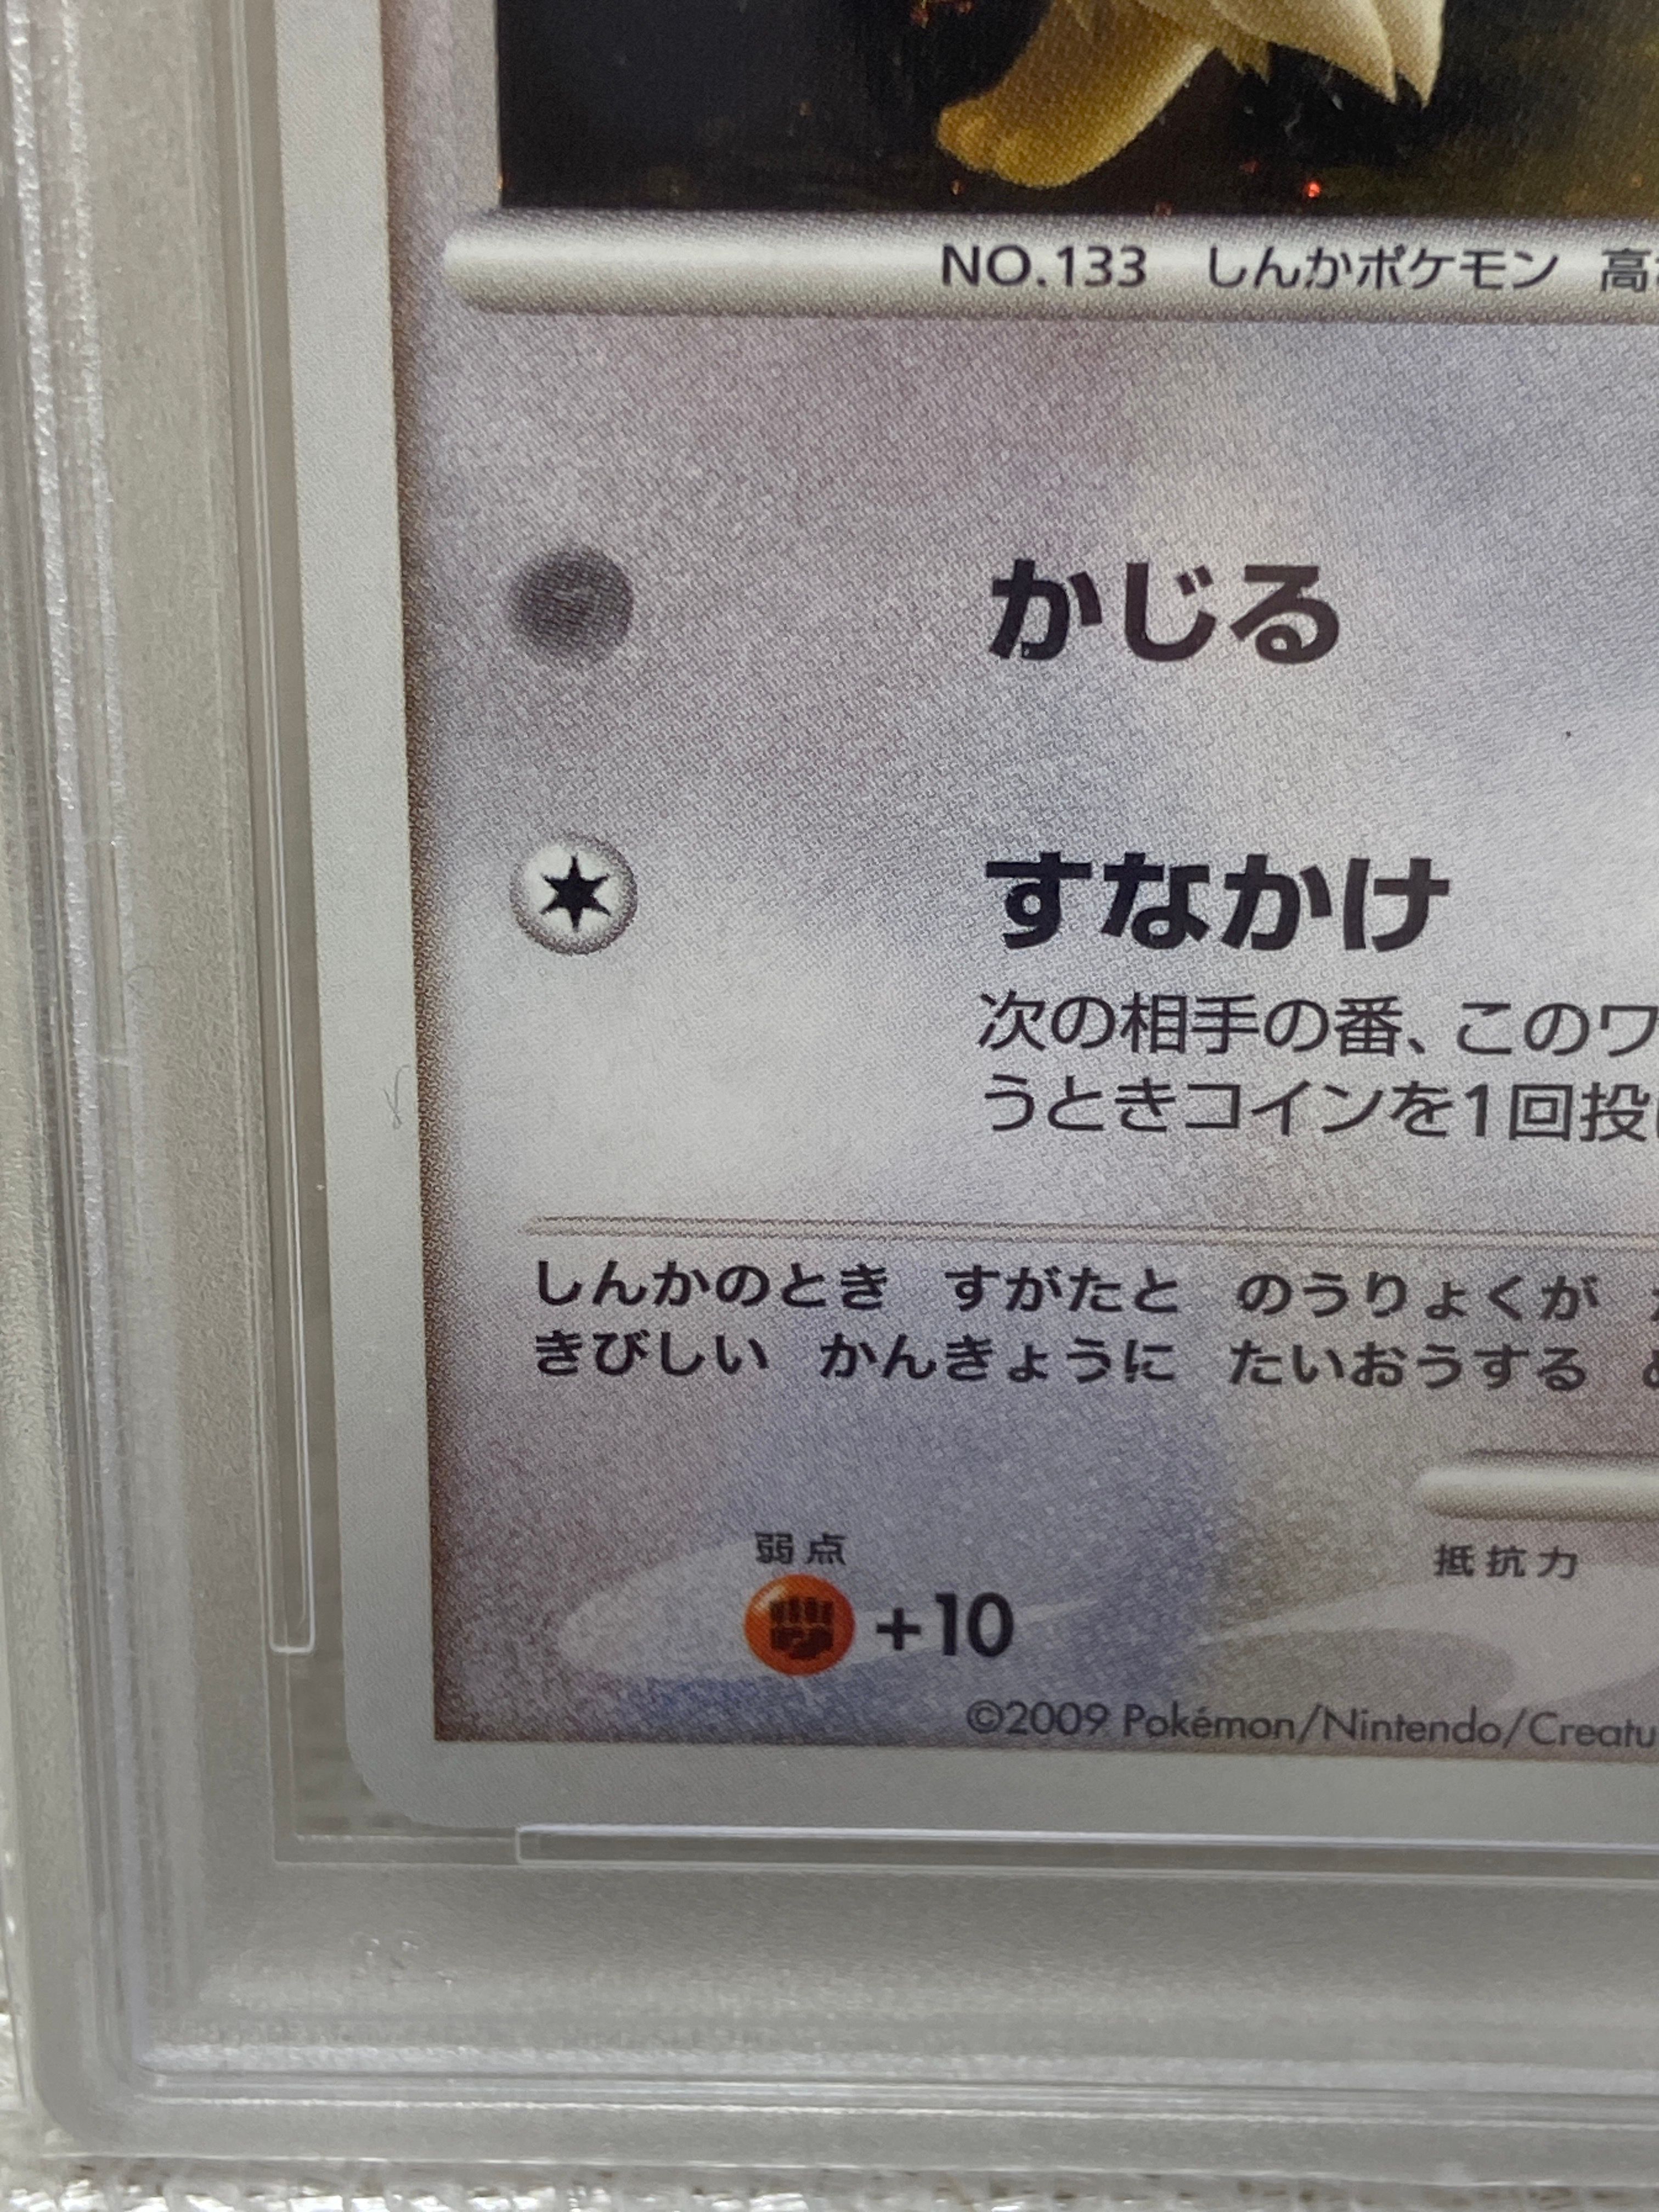 NO.133 しんかポケモン 高
かじる
すなかけ
次の相手の番、このワ
うときコインを1回投
しんかのとき すがたと のうりょくが
きびしい かんきょうに たいおうする
弱点
抵抗力
+10
©2009 Pokémon/Nintendo/Creatu